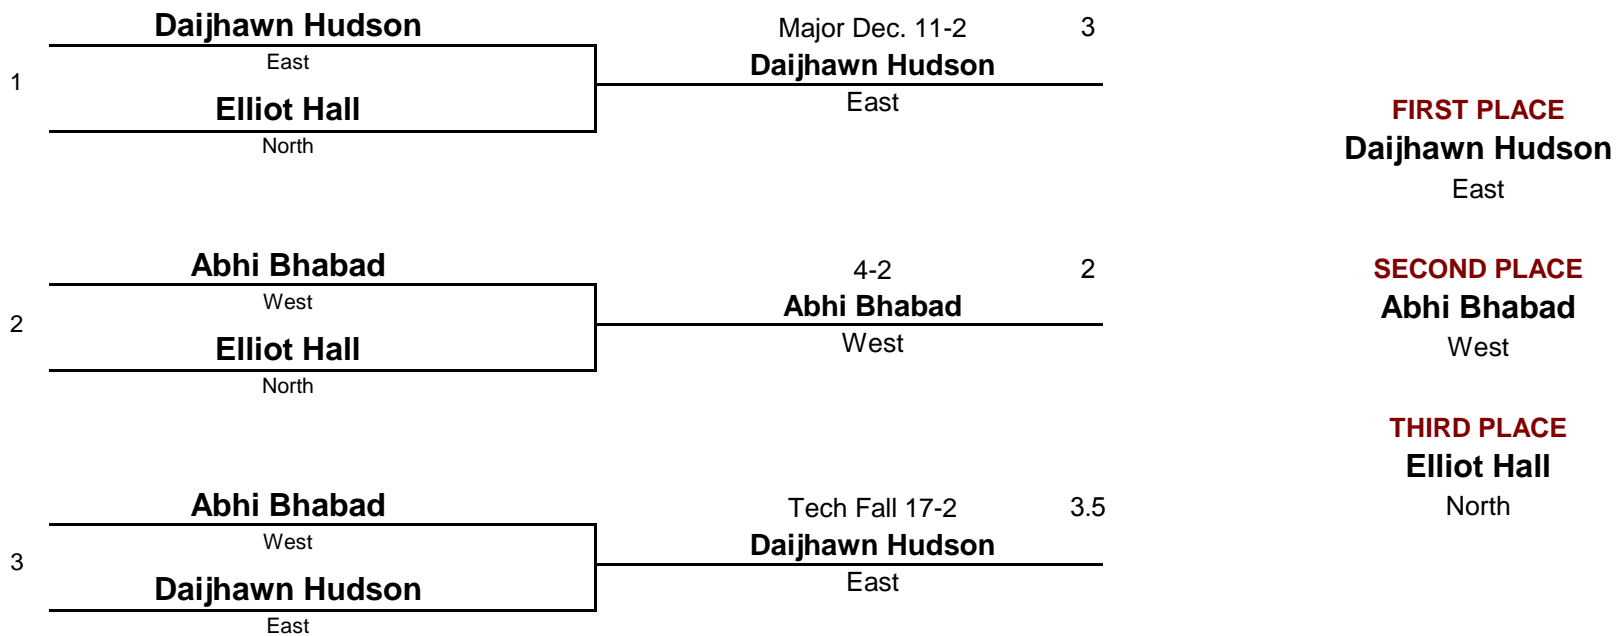 Daijhawn Hudson
East
1
Elliot Hall
North
Major Dec. 11-2 3
Daijhawn Hudson
East
Abhi Bhabad
West
2
Elliot Hall
North
4-2 2
Abhi Bhabad
West
Abhi Bhabad
West
3
Daijhawn Hudson
East
Tech Fall 17-2 3.5
Daijhawn Hudson
East
FIRST PLACE
Daijhawn Hudson
East
SECOND PLACE
Abhi Bhabad
West
THIRD PLACE
Elliot Hall
North